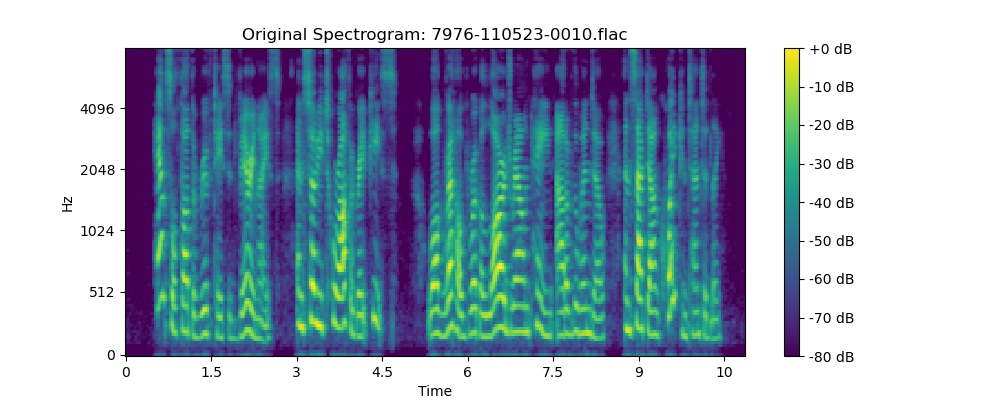 Original Spectrogram: 7976-110523-0010.flac
+0 dB
-10 dB
-20 dB
-30 dB
-40 dB
-50 dB
-60 dB
-70 dB
-80 dB
Hz
4096
2048
1024
512
0
0 1.5 3 4.5 6 7.5 9 10
Time